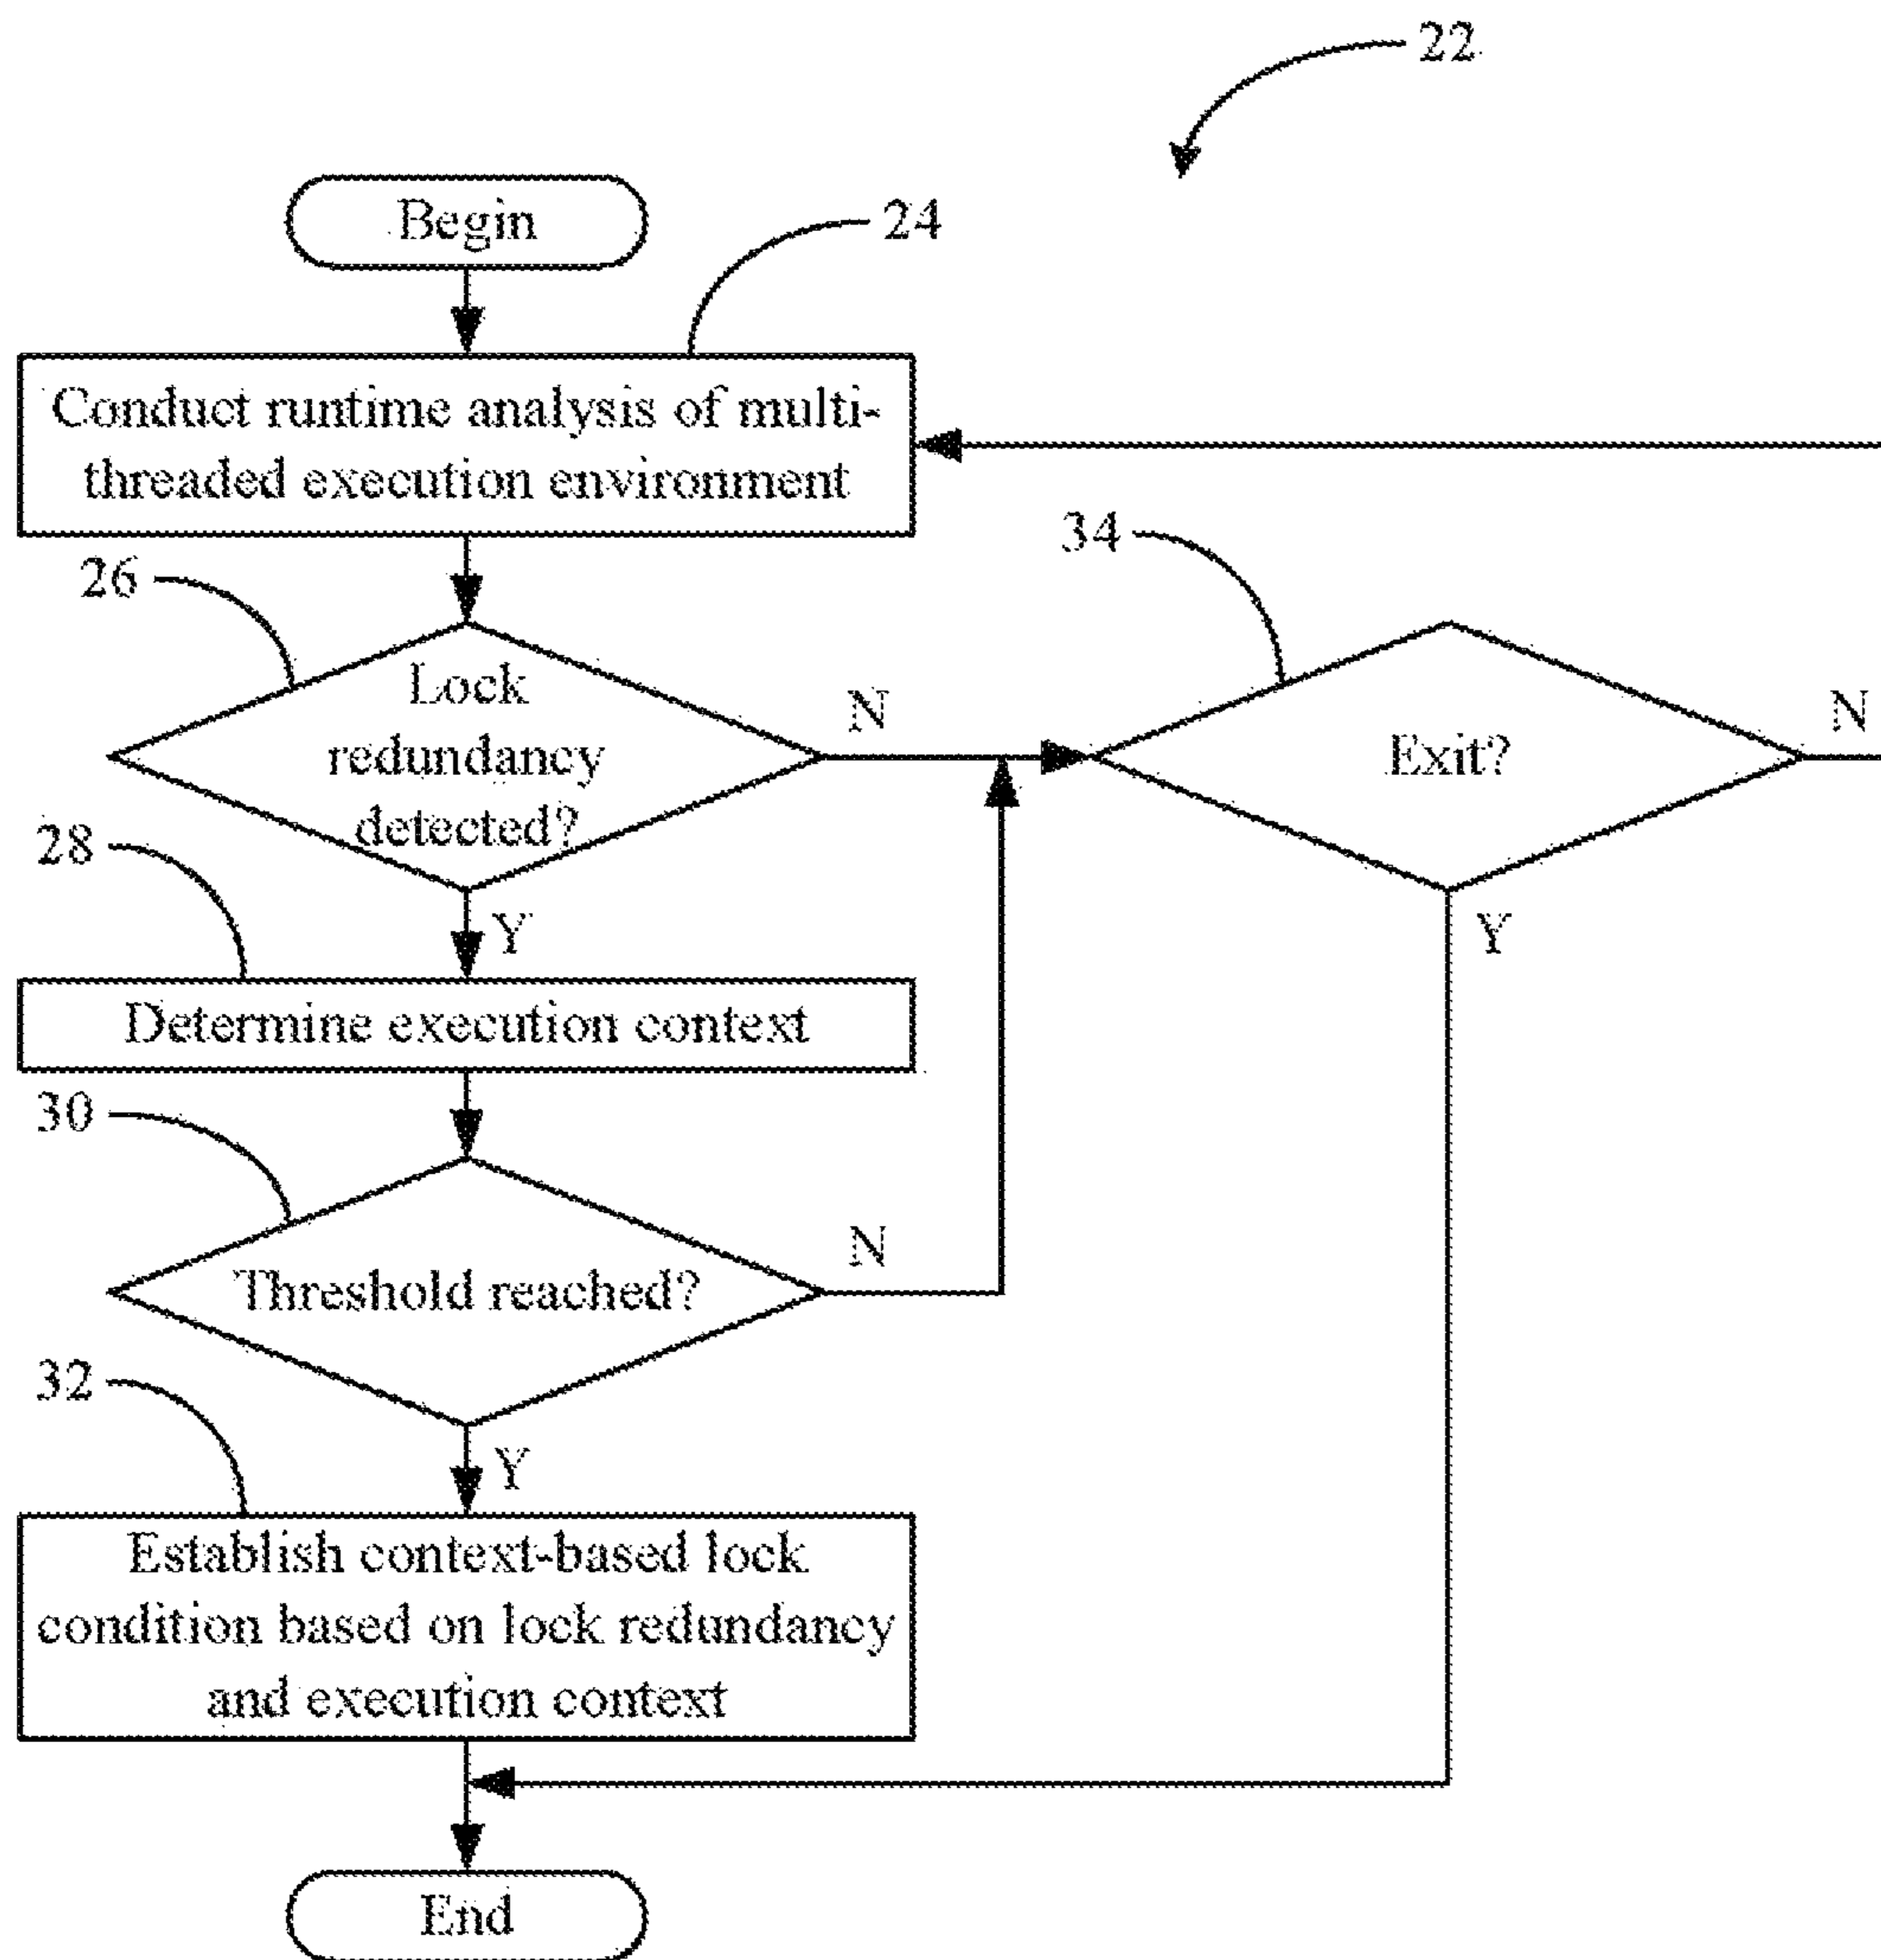 22
Begin
24
Conduct runtime analysis of multi-
threaded execution environment
26
34
Lock
redundancy
detected?
N
Exit?
N
28
Y
Y
Determine execution context
30
Threshold reached?
N
32
Y
Establish context-based lock
condition based on lock redundancy
and execution context
End